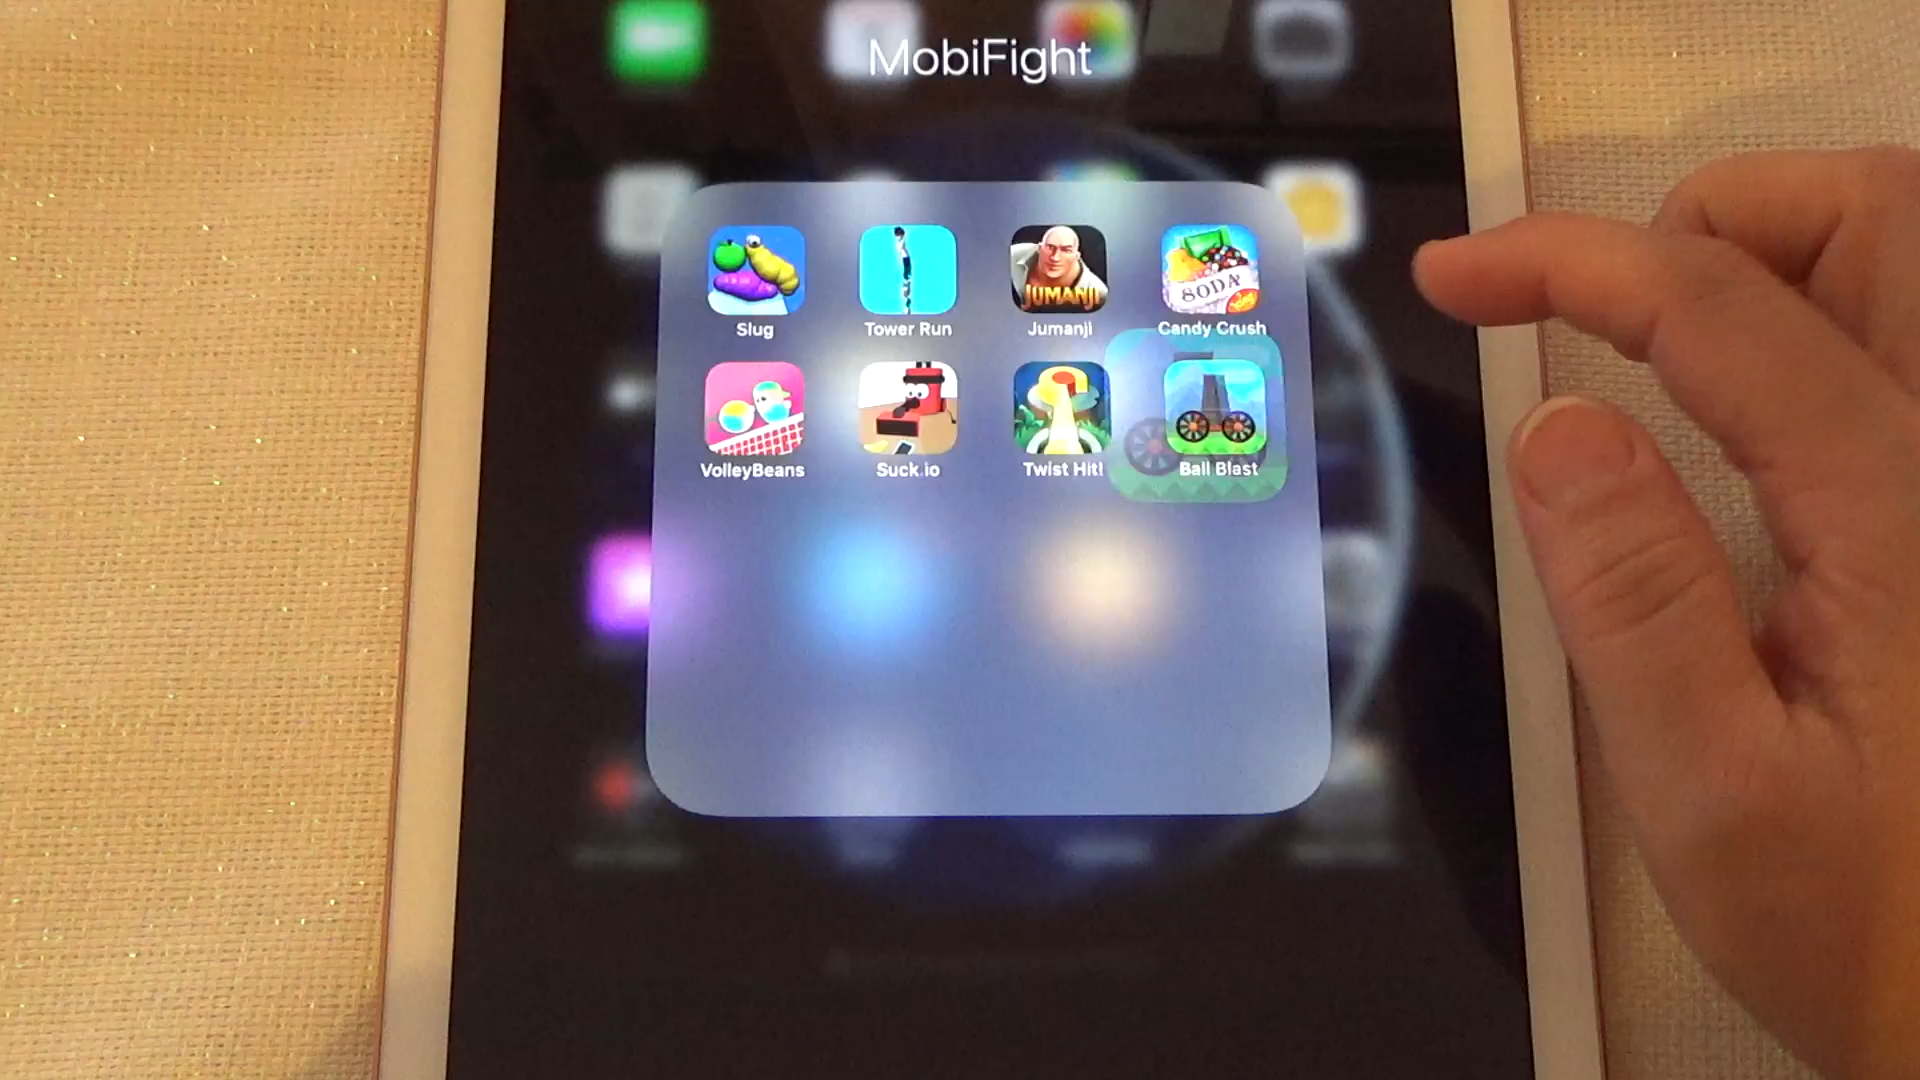 MobiFight
SODA
JUMANJI
Slug
Tower Run
Jumanji
Candy Crush
VolleyBeans
Suck.io
Twist Hit!
Ball Blast